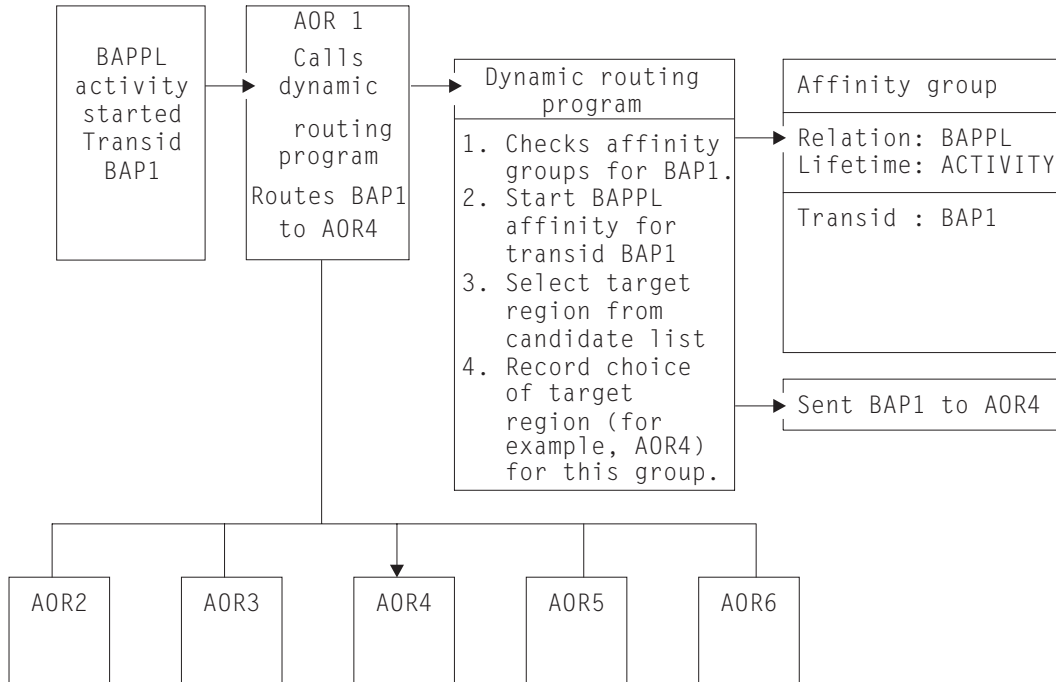 BAPPL
activity
started
Transid
BAP1
AOR 1
Calls
dynamic
routing
program
Routes BAP1
to AOR4
Dynamic routing
program
1. Checks affinity
groups for BAP1.
2. Start BAPPL
affinity for
transid BAP1
3. Select target
region from
candidate list
4. Record choice
of target
region (for
example, AOR4)
for this group.
Affinity group
Relation: BAPPL
Lifetime: ACTIVITY
Transid : BAP1
Sent BAP1 to AOR4
AOR2
AOR3
AOR4
AOR5
AOR6